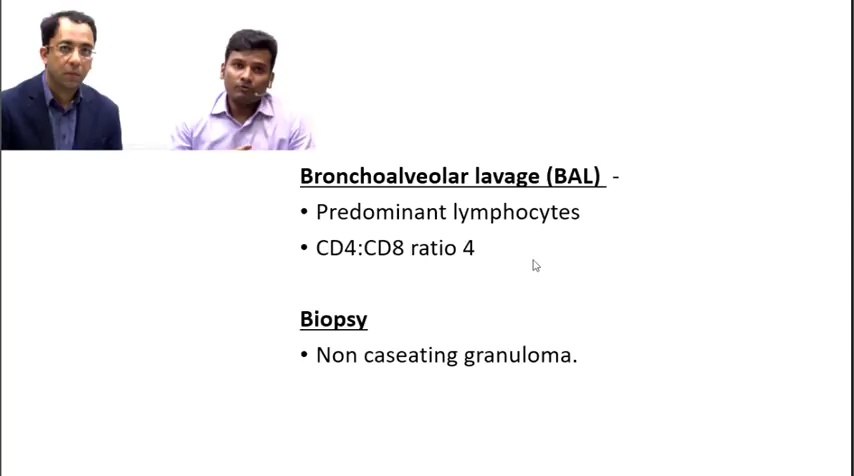 Bronchoalveolar lavage (BAL) -
• Predominant lymphocytes
• CD4:CD8 ratio 4
Biopsy
• Non caseating granuloma.